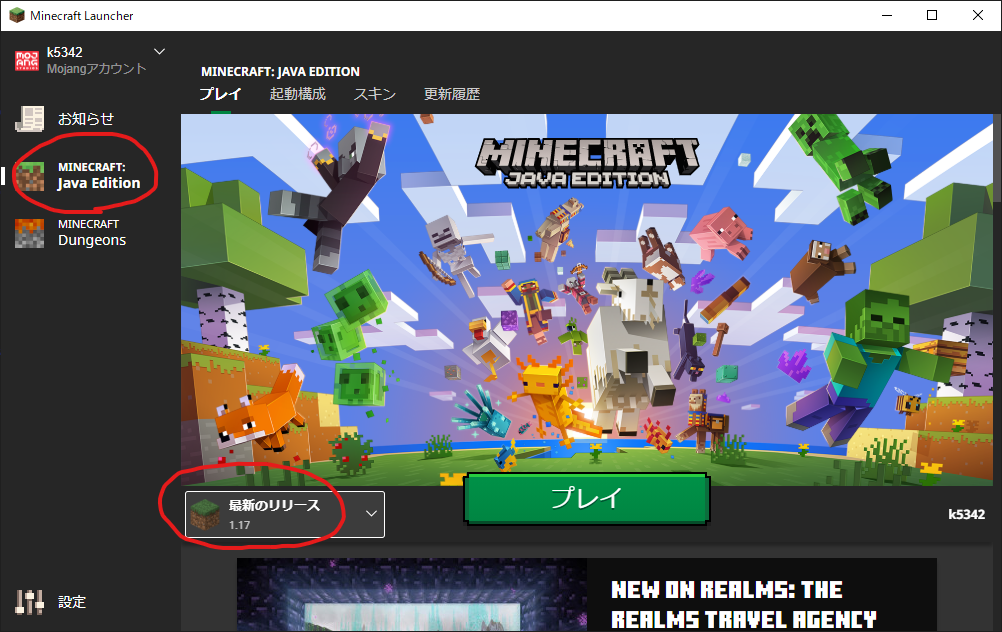 Minecraft Launcher
MOJANG
STUDIOS
k5342
Mojangアカウント
お知らせ
MINECRAFT:
Java Edition
MINECRAFT
Dungeons
設定
MINECRAFT: JAVA EDITION
プレイ 起動構成 スキン 更新履歴
MINECRAFT
JAVA EDITION
最新のリリース
1.17
プレイ
k5342
NEW ON REALMS: THE
REALMS TRAVEL AGENCY